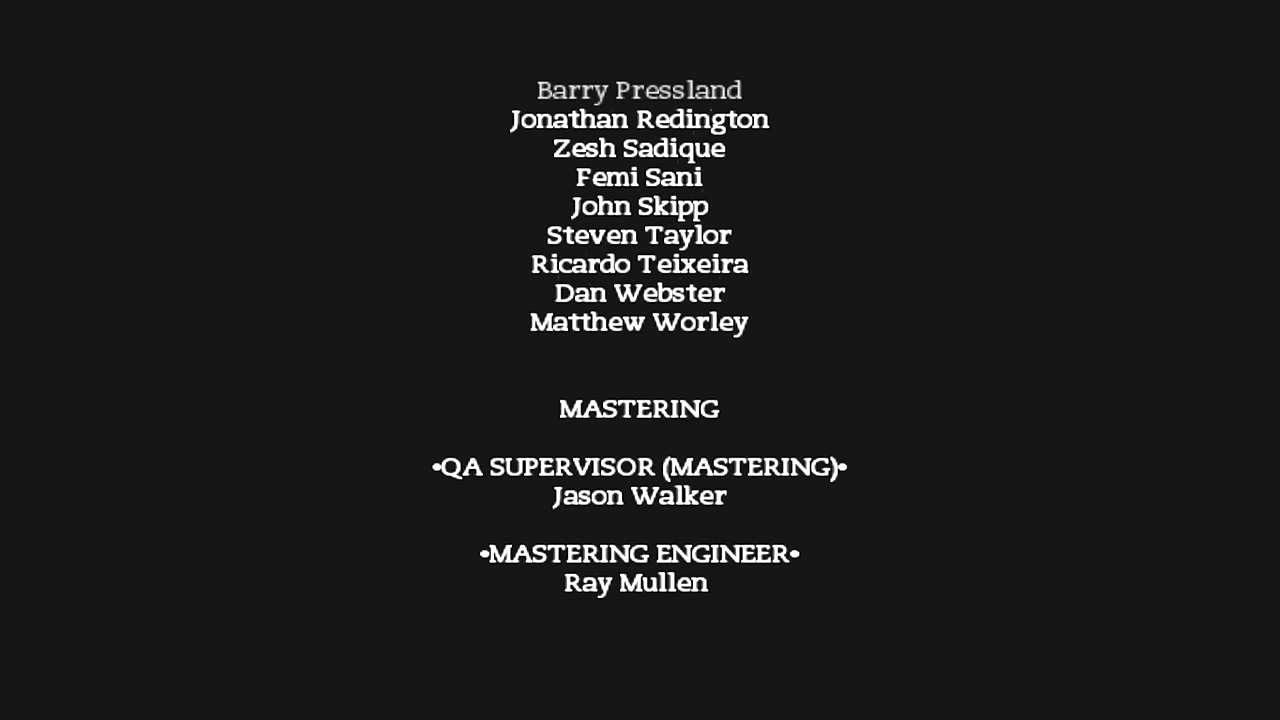 Barry Pressland
Jonathan Redington
Zesh Sadique
Femi Sani
John Skipp
Steven Taylor
Ricardo Teixeira
Dan Webster
Matthew Worley
MASTERING
•QA SUPERVISOR (MASTERING)•
Jason Walker
•MASTERING ENGINEER•
Ray Mullen